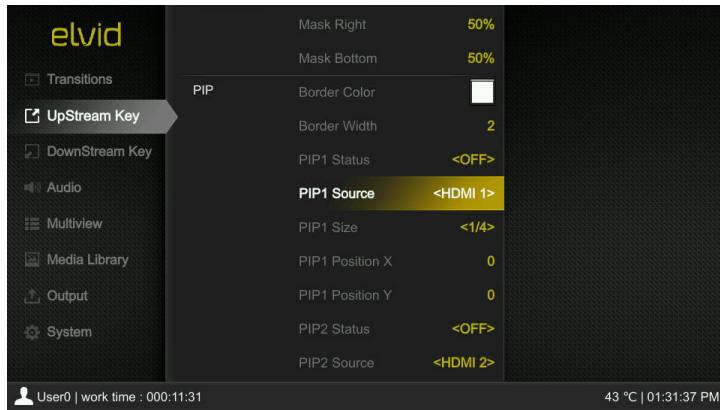 elvid
Transitions
UpStream Key
DownStream Key
Audio
Multiview
Media Library
Output
System
Mask Right 50%
Mask Bottom 50%
PIP Border Color
Border Width 2
PIP1 Status <OFF>
PIP1 Source <HDMI 1>
PIP1 Size <1/4>
PIP1 Position X 0
PIP1 Position Y 0
PIP2 Status <OFF>
PIP2 Source <HDMI 2>
User0 | work time : 000:11:31
43 °C | 01:31:37 PM